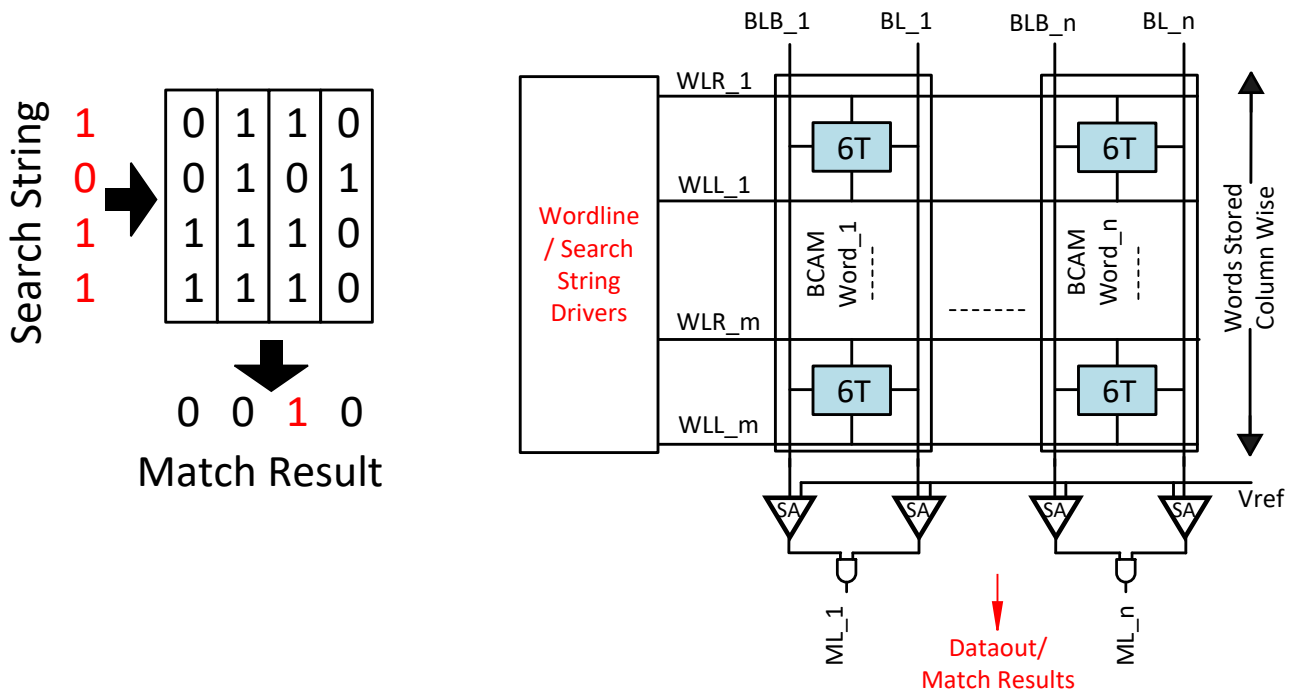 Search String
1
0
1
1
0 1 1 0
0 1 0 1
1 1 1 0
1 1 1 0
0 0 1 0
Match Result
BLB_1 BL_1 BLB_n BL_n
Wordline
/ Search
String
Drivers
WLR_1
6T 6T
WLL_1
BCAM
Word_1
BCAM
Word_n
WLR_m
6T 6T
WLL_m
Words Stored
Column Wise
SA SA SA SA
Vref
ML_1 ML_n
Dataout/
Match Results